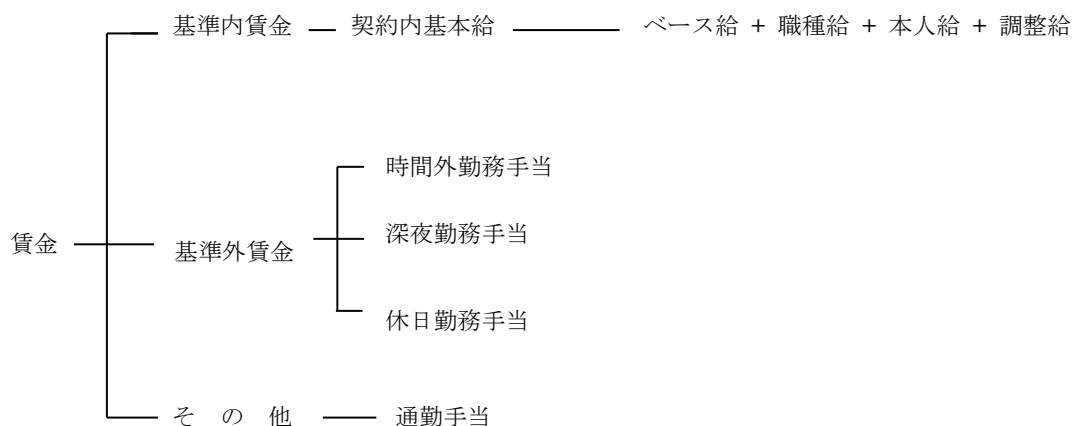 基準内賃金 契約内基本給 ベース給 + 職種給 + 本人給 + 調整給
時間外勤務手当
深夜勤務手当
賃金
基準外賃金
休日勤務手当
そ の 他 通勤手当